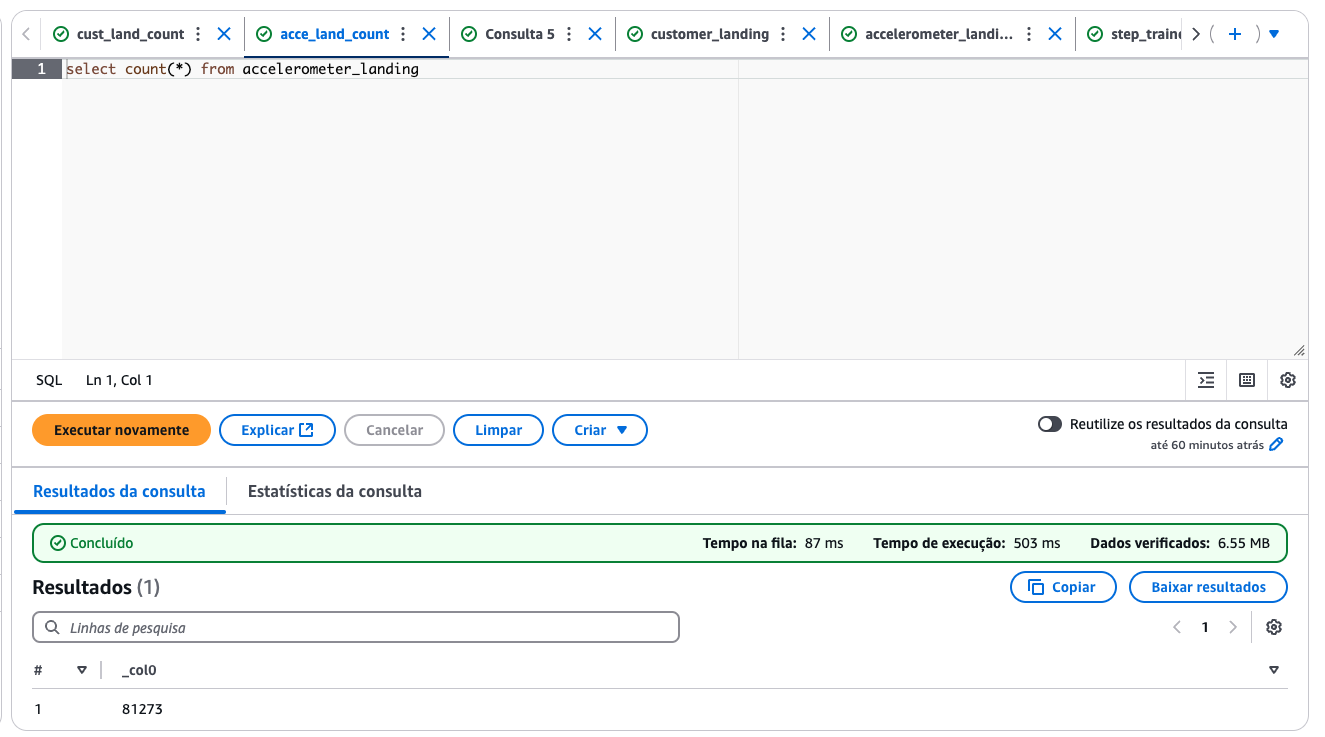 cust_land_count acce_land_count Consulta 5 customer_landing accelerometer_landi... step_traine
1 select count(*) from accelerometer_landing
SQL Ln 1, Col 1
Executar novamente Explicar Cancelar Limpar Criar Reutilize os resultados da consulta
até 60 minutos atrás
Resultados da consulta Estatísticas da consulta
Concluído Tempo na fila: 87 ms Tempo de execução: 503 ms Dados verificados: 6.55 MB
Resultados (1) Copiar Baixar resultados
Linhas de pesquisa 1
# _col0
1 81273